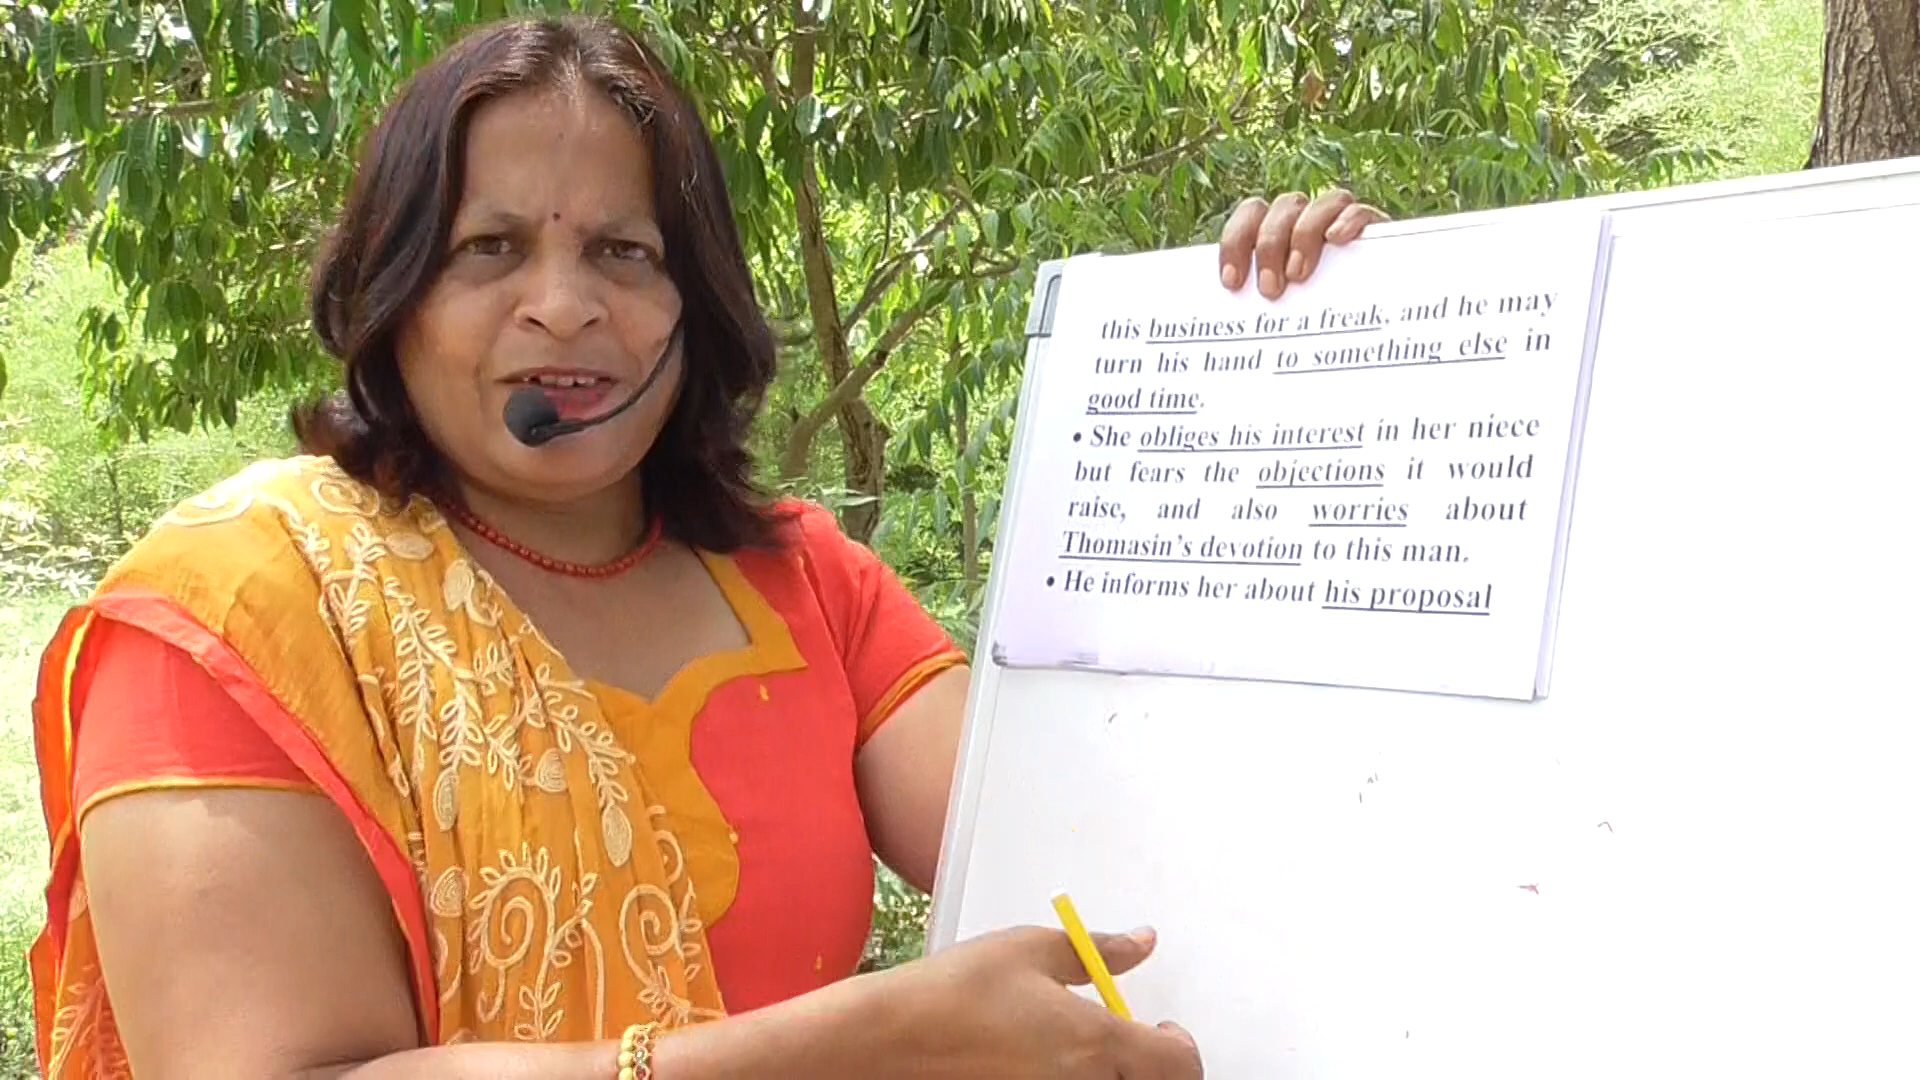 this business for a freak, and he may
turn his hand to something else in
good time.
• She obliges his interest in her niece
but fears the objections it would
raise, and also worries about
Thomasin's devotion to this man.
• He informs her about his proposal